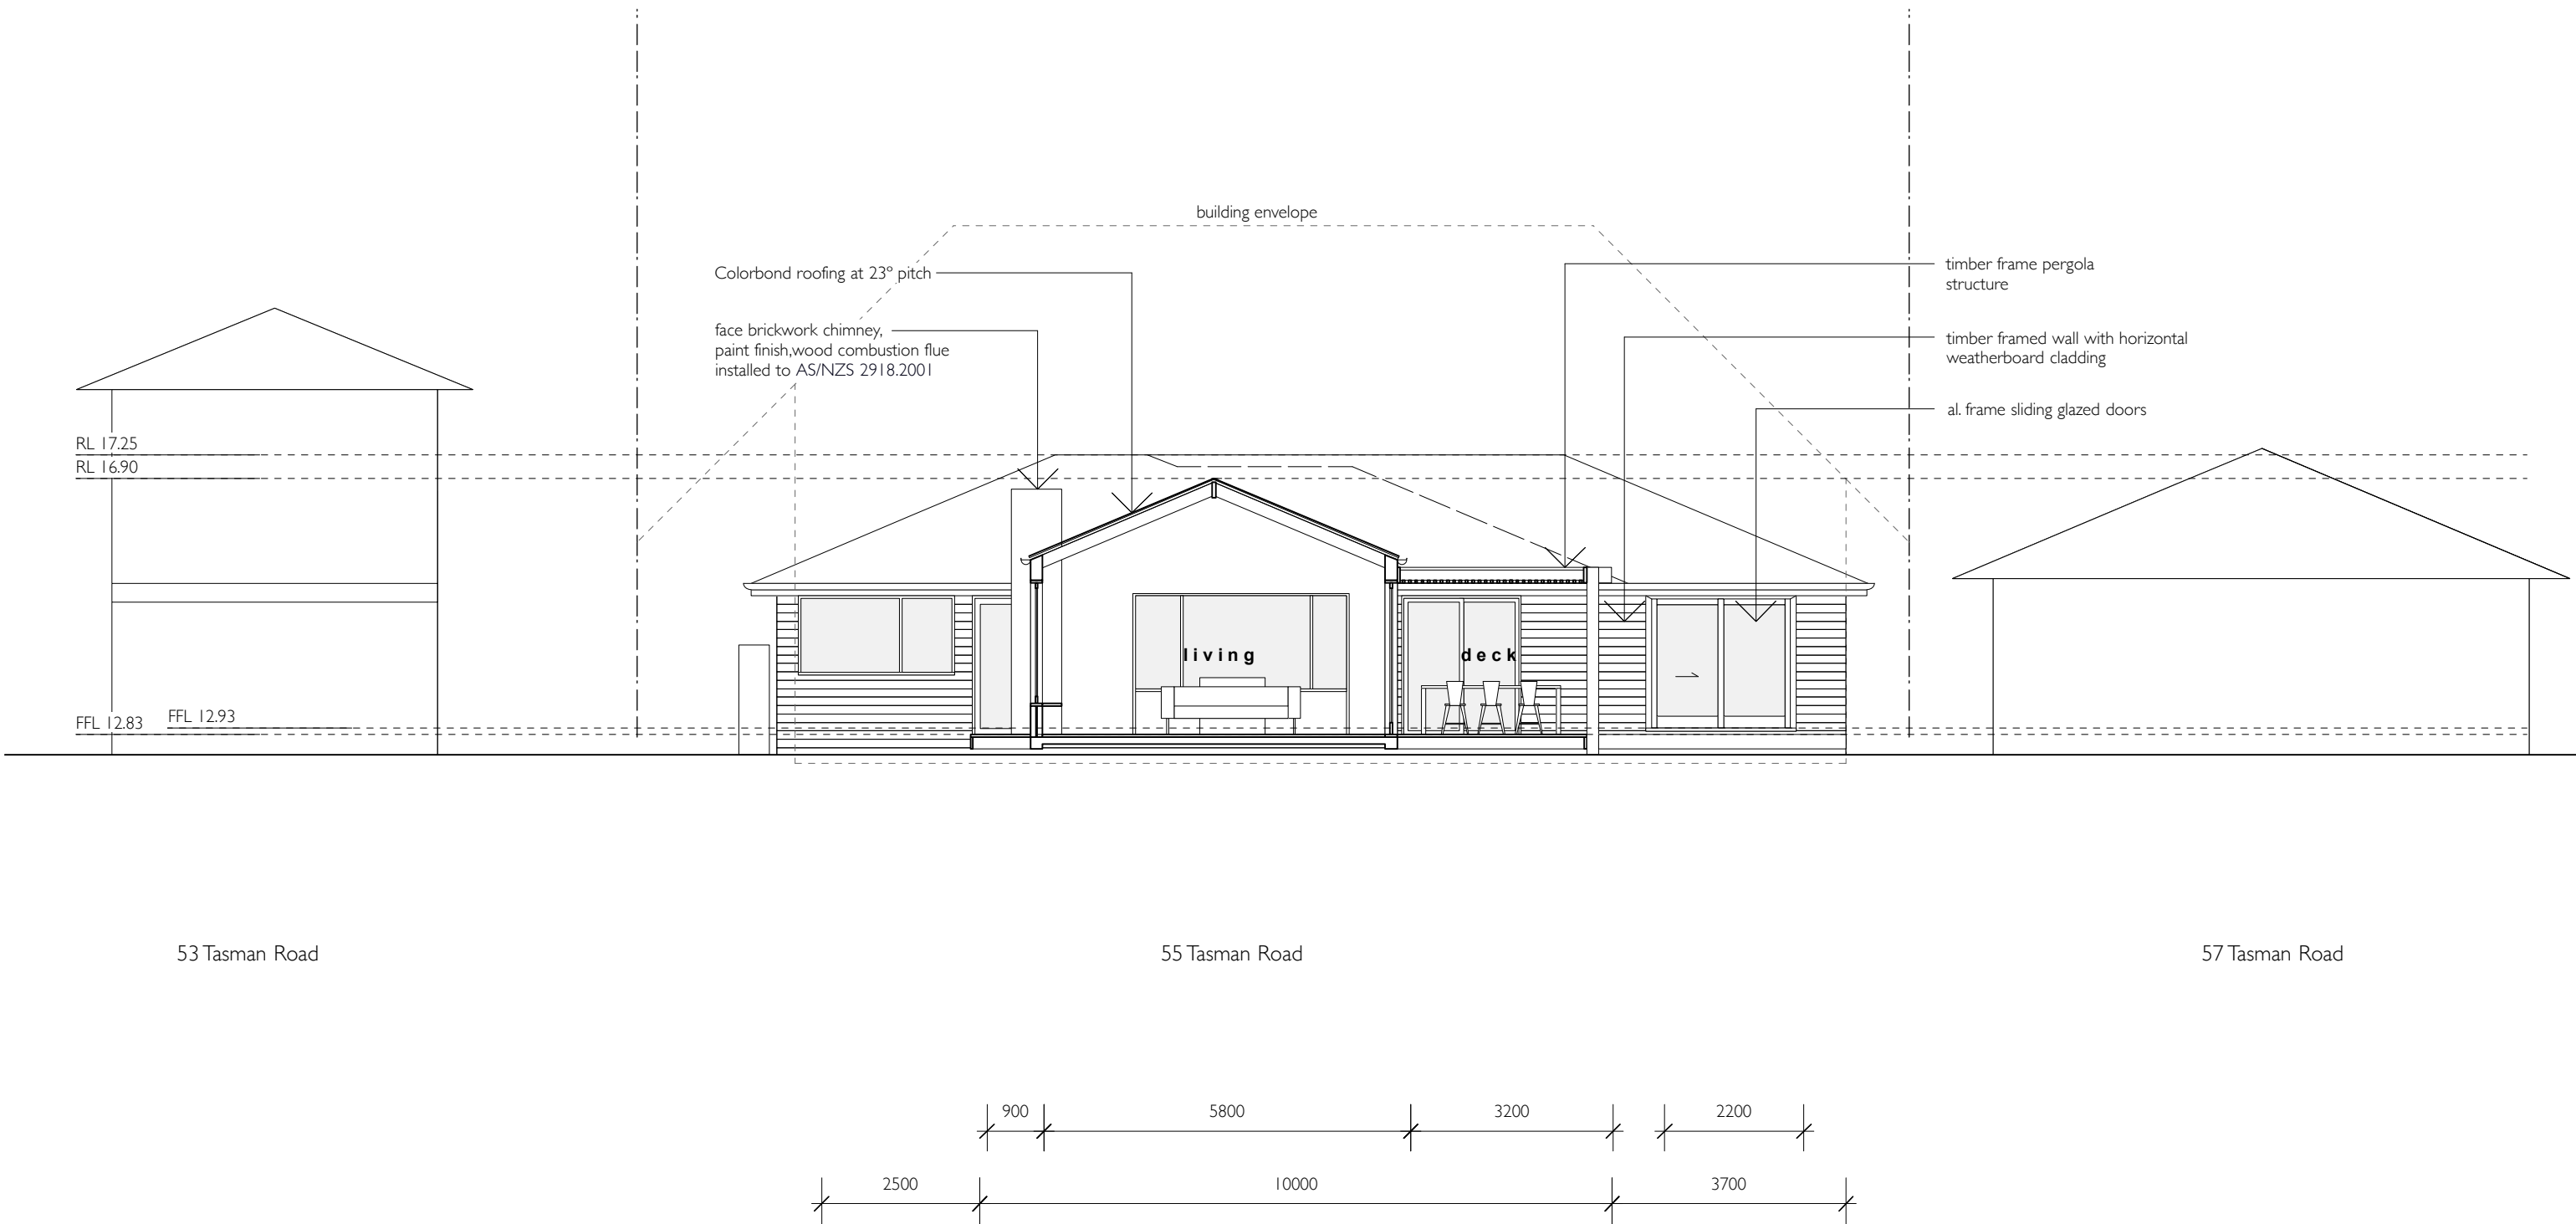 building envelope
Colorbond roofing at 23º pitch
timber frame pergola
structure
face brickwork chimney,
paint finish,wood combustion flue
installed to AS/NZS 2918.2001
timber framed wall with horizontal
weatherboard cladding
al. frame sliding glazed doors
RL 17.25
RL 16.90
living
deck
FFL 12.83
FFL 12.93
53 Tasman Road
55 Tasman Road
57 Tasman Road
900
5800
3200
2200
2500
10000
3700